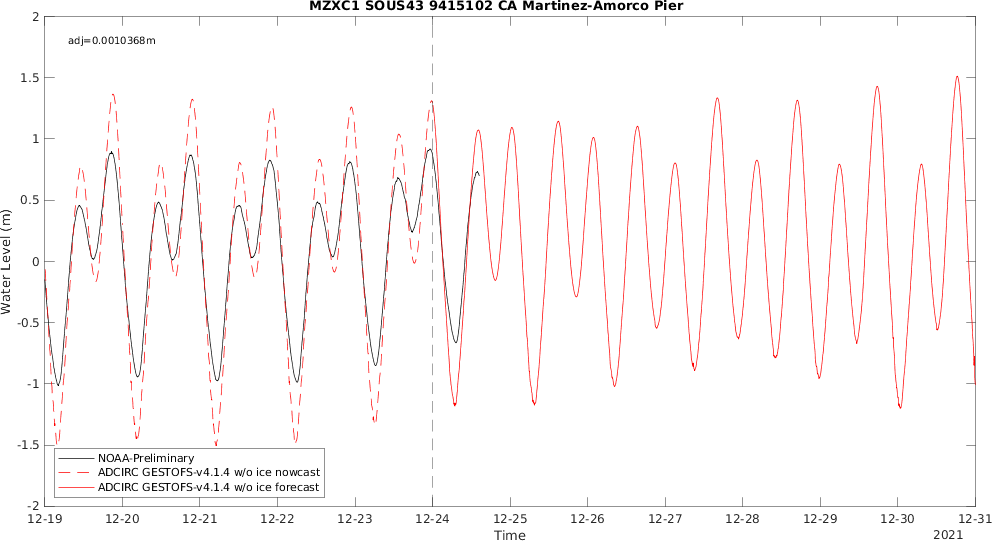 MZXC1 SOUS43 9415102 CA Martinez-Amorco Pier
adj=0.0010368m
2
1.5
1
0.5
0
-0.5
-1
-1.5
-2
Water Level (m)
NOAA-Preliminary
ADCIRC GESTOFS-v4.1.4 w/o ice nowcast
ADCIRC GESTOFS-v4.1.4 w/o ice forecast
12-19 12-20 12-21 12-22 12-23 12-24 12-25 12-26 12-27 12-28 12-29 12-30 12-31
Time
2021